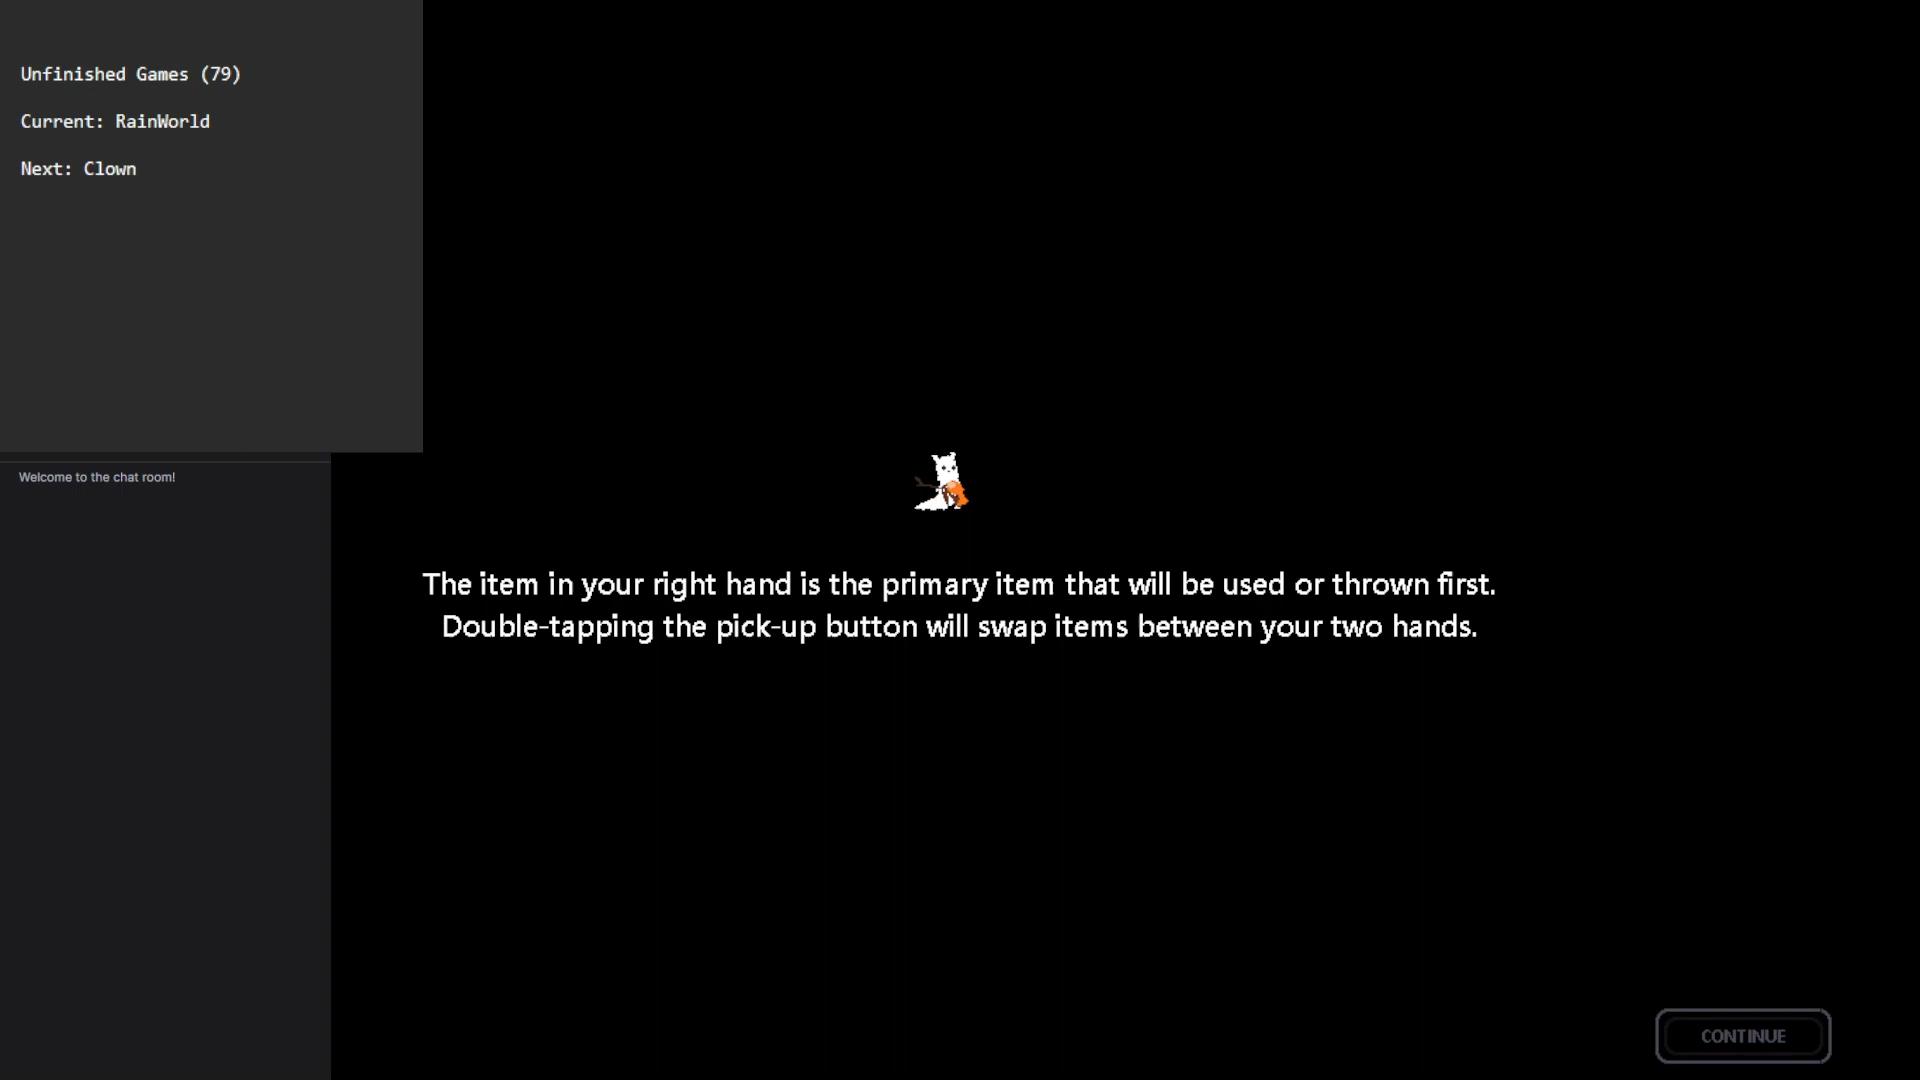 Unfinished Games (79)
Current: RainWorld
Next: Clown
Welcome to the chat room!
The item in your right hand is the primary item that will be used or thrown first.
Double-tapping the pick-up button will swap items between your two hands.
CONTINUE